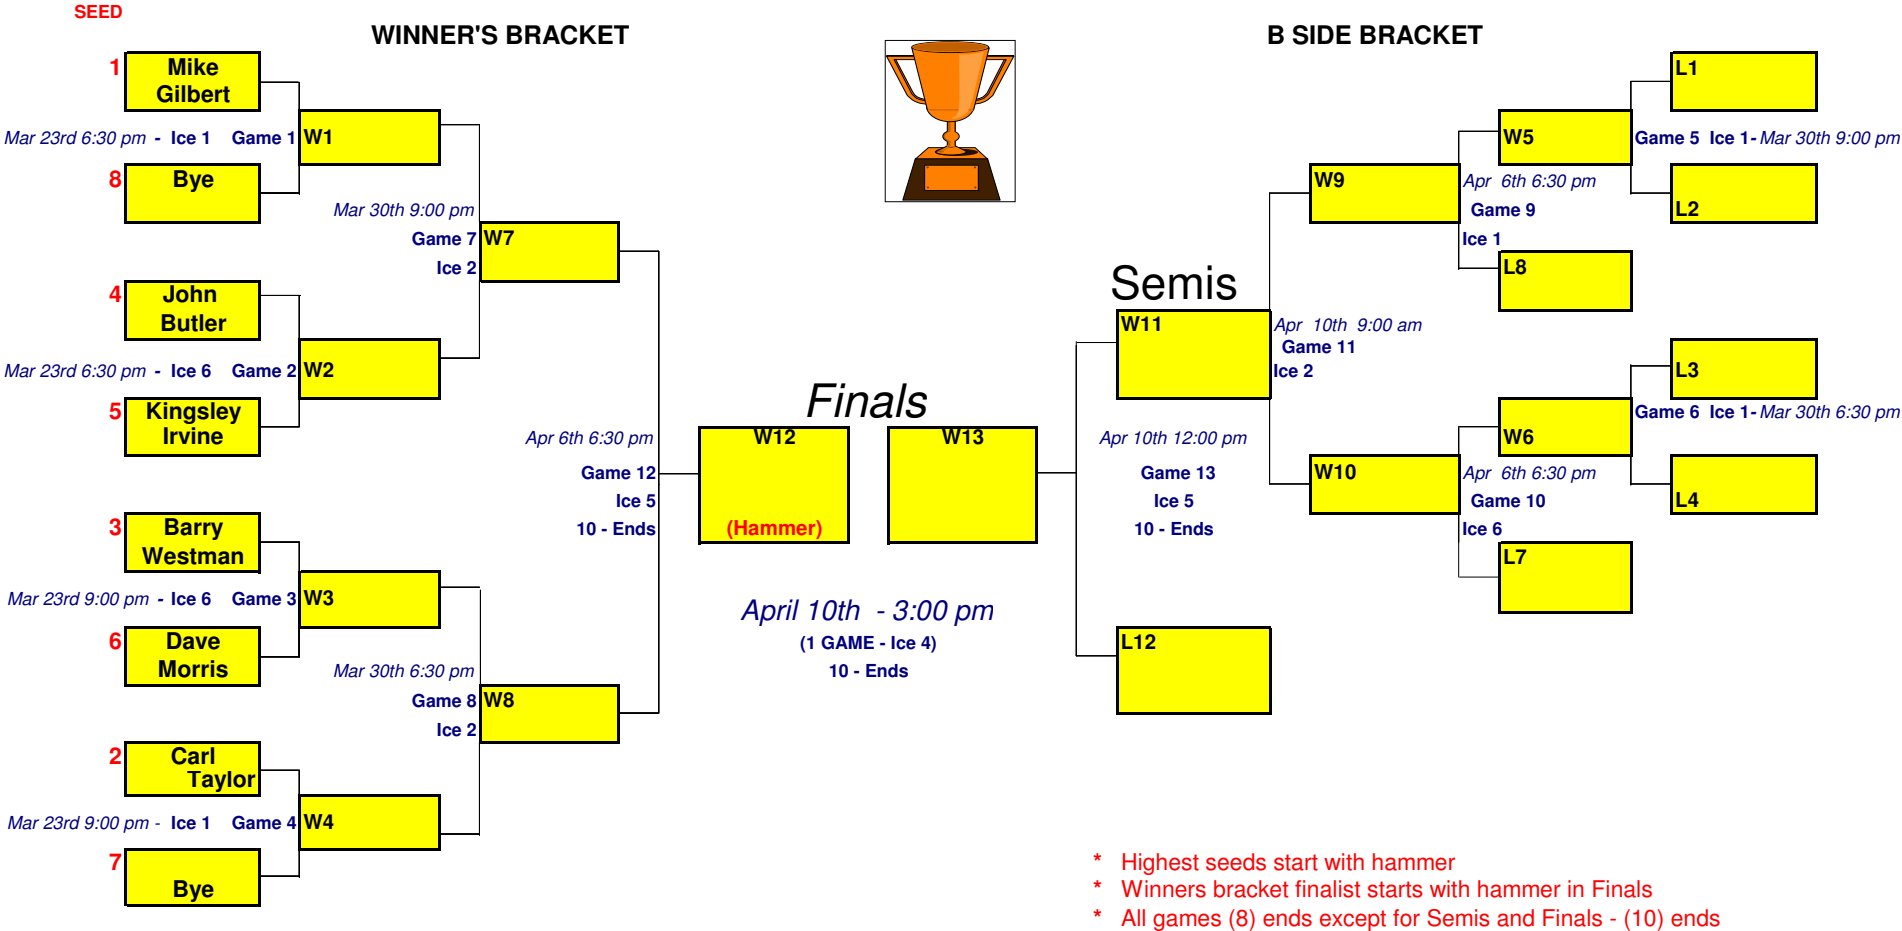 SEED
WINNER'S BRACKET
1
Mike
Gilbert
Mar 23rd 6:30 pm - Ice 1 Game 1
W1
8
Bye
Mar 30th 9:00 pm
Game 7
Ice 2
W7
4
John
Butler
Mar 23rd 6:30 pm - Ice 6 Game 2
W2
5
Kingsley
Irvine
Apr 6th 6:30 pm
Game 12
Ice 5
10 - Ends
3
Barry
Westman
Mar 23rd 9:00 pm - Ice 6 Game 3
W3
6
Dave
Morris
Mar 30th 6:30 pm
Game 8
Ice 2
W8
2
Carl
Taylor
Mar 23rd 9:00 pm - Ice 1 Game 4
W4
7
Bye
Finals
W12
(Hammer)
W13
April 10th - 3:00 pm
(1 GAME - Ice 4)
10 - Ends
B SIDE BRACKET
L1
W5
Game 5 Ice 1- Mar 30th 9:00 pm
L2
W9
Apr 6th 6:30 pm
Game 9
Ice 1
L8
Semis
W11
Apr 10th 9:00 am
Game 11
Ice 2
L3
Game 6 Ice 1- Mar 30th 6:30 pm
W6
L4
W10
Apr 6th 6:30 pm
Game 10
Ice 6
L7
Apr 10th 12:00 pm
Game 13
Ice 5
10 - Ends
L12
* Highest seeds start with hammer
* Winners bracket finalist starts with hammer in Finals
* All games (8) ends except for Semis and Finals - (10) ends